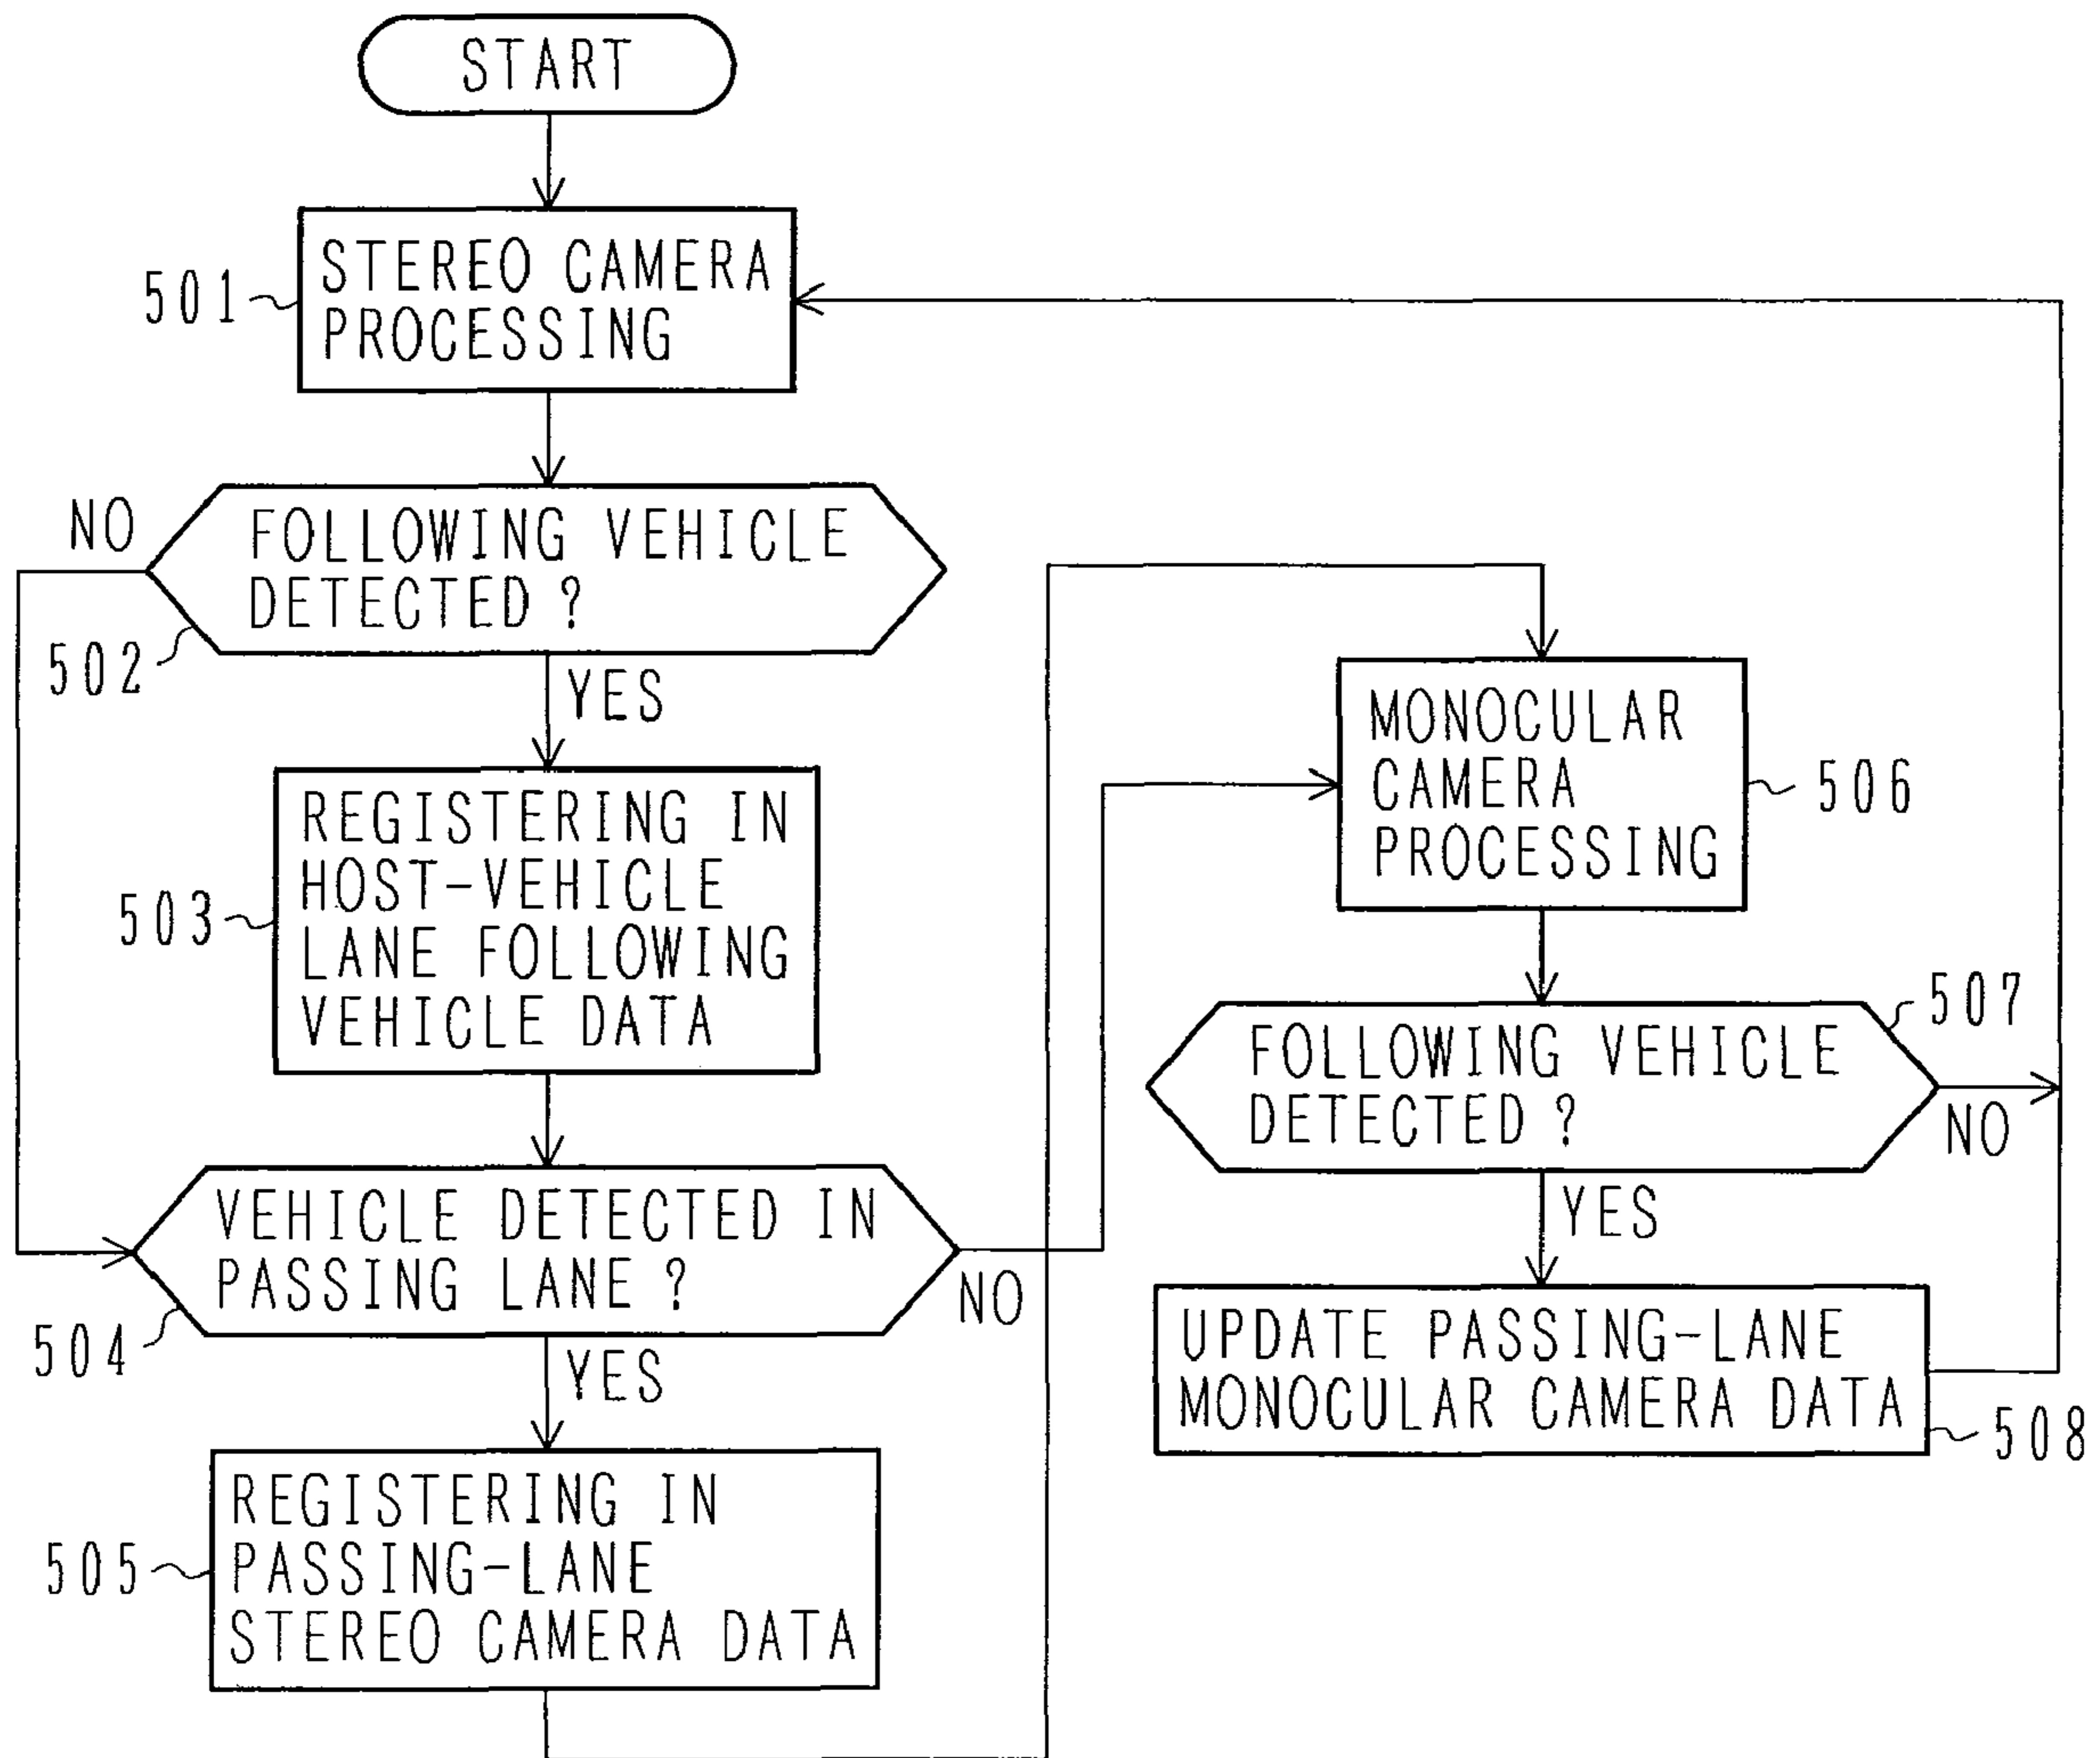 START
501
STEREO CAMERA
PROCESSING
NO
FOLLOWING VEHICLE
DETECTED ?
502
YES
503
REGISTERING IN
HOST-VEHICLE
LANE FOLLOWING
VEHICLE DATA
VEHICLE DETECTED IN
PASSING LANE ?
504
NO
YES
505
REGISTERING IN
PASSING-LANE
STEREO CAMERA DATA
MONOCULAR
CAMERA
PROCESSING
506
507
FOLLOWING VEHICLE
DETECTED ?
NO
YES
UPDATE PASSING-LANE
MONOCULAR CAMERA DATA
508